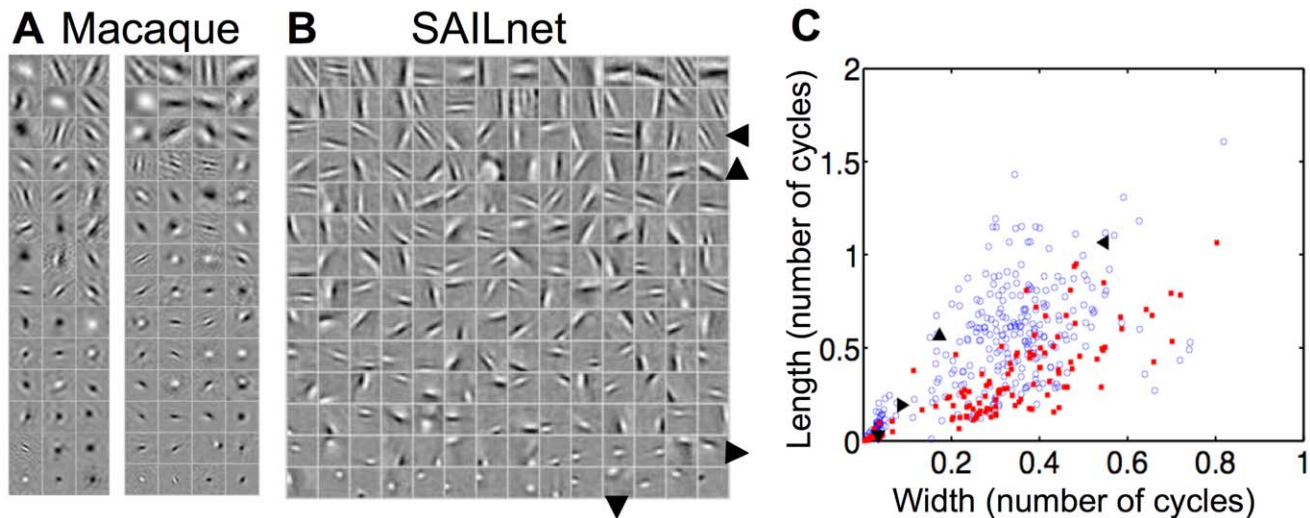 A Macaque
B SAILnet
C
2
1.5
1
0.5
0
0.2 0.4 0.6 0.8 1
Length (number of cycles)
Width (number of cycles)